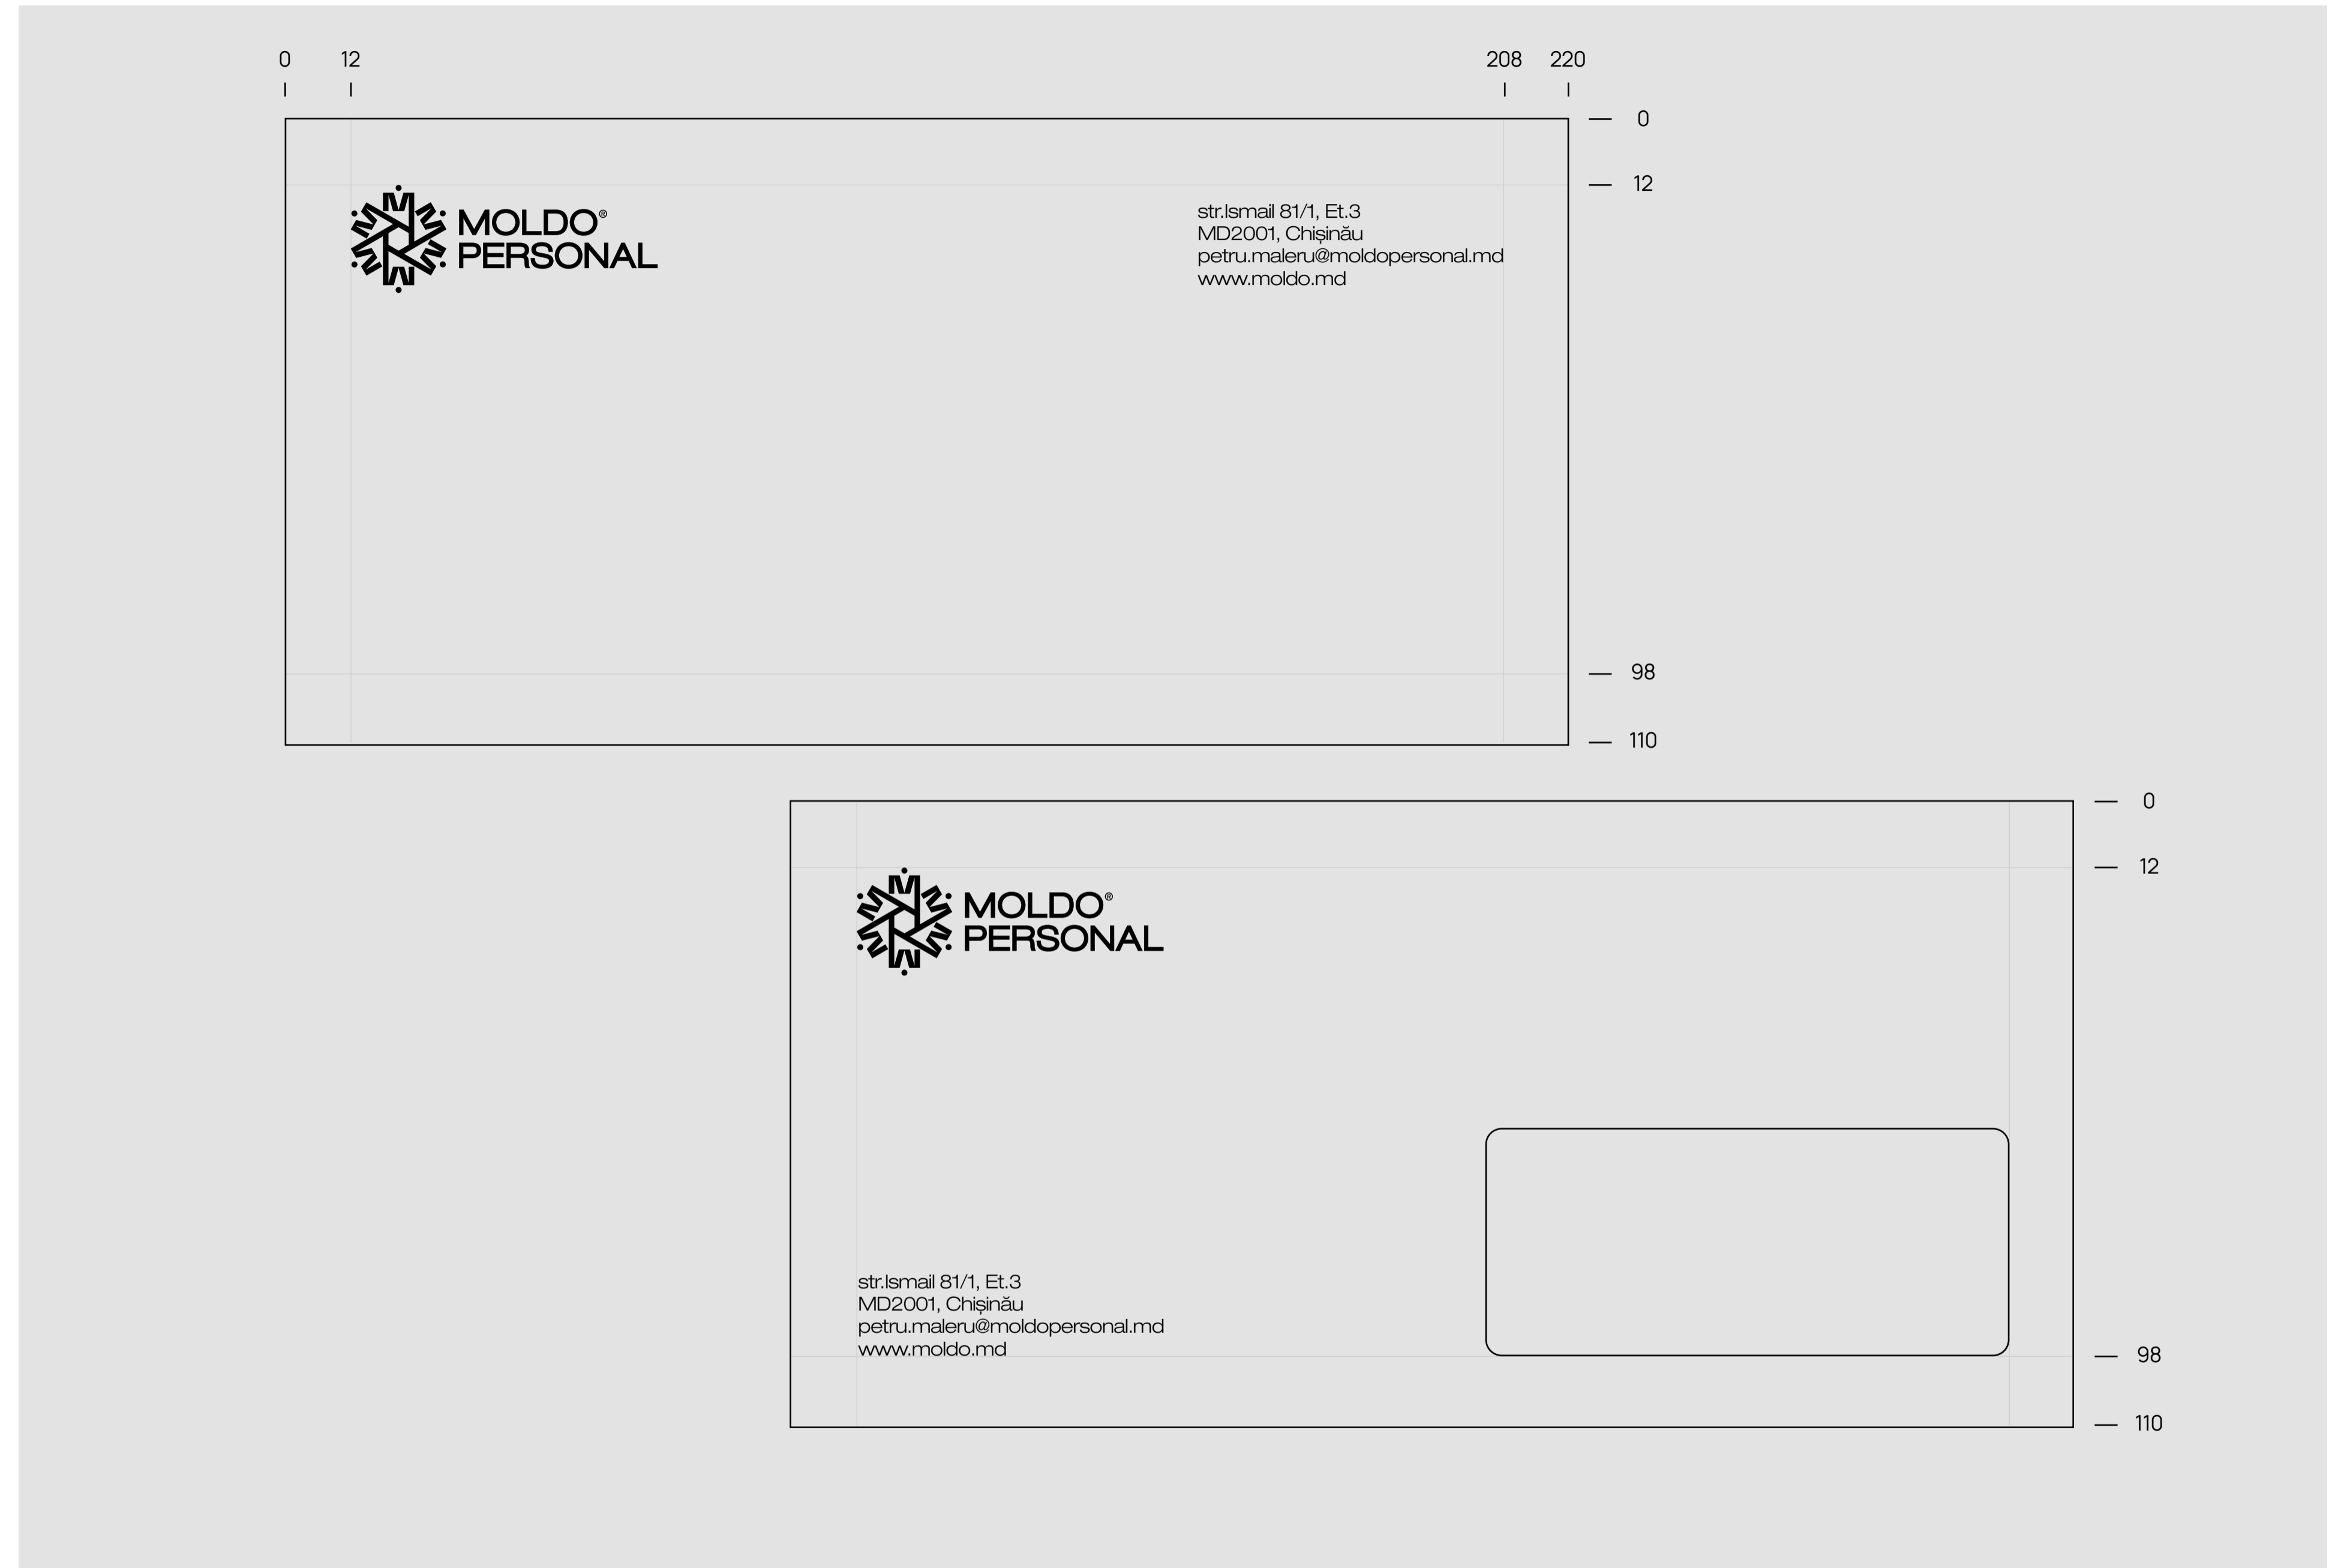 0 12 208 220
0
12
MOLDO®
PERSONAL
str.Ismail 81/1, Et.3
MD2001, Chișinău
petru.maleru@moldopersonal.md
www.moldo.md
98
110
0
12
MOLDO®
PERSONAL
str.Ismail 81/1, Et.3
MD2001, Chișinău
petru.maleru@moldopersonal.md
www.moldo.md
98
110